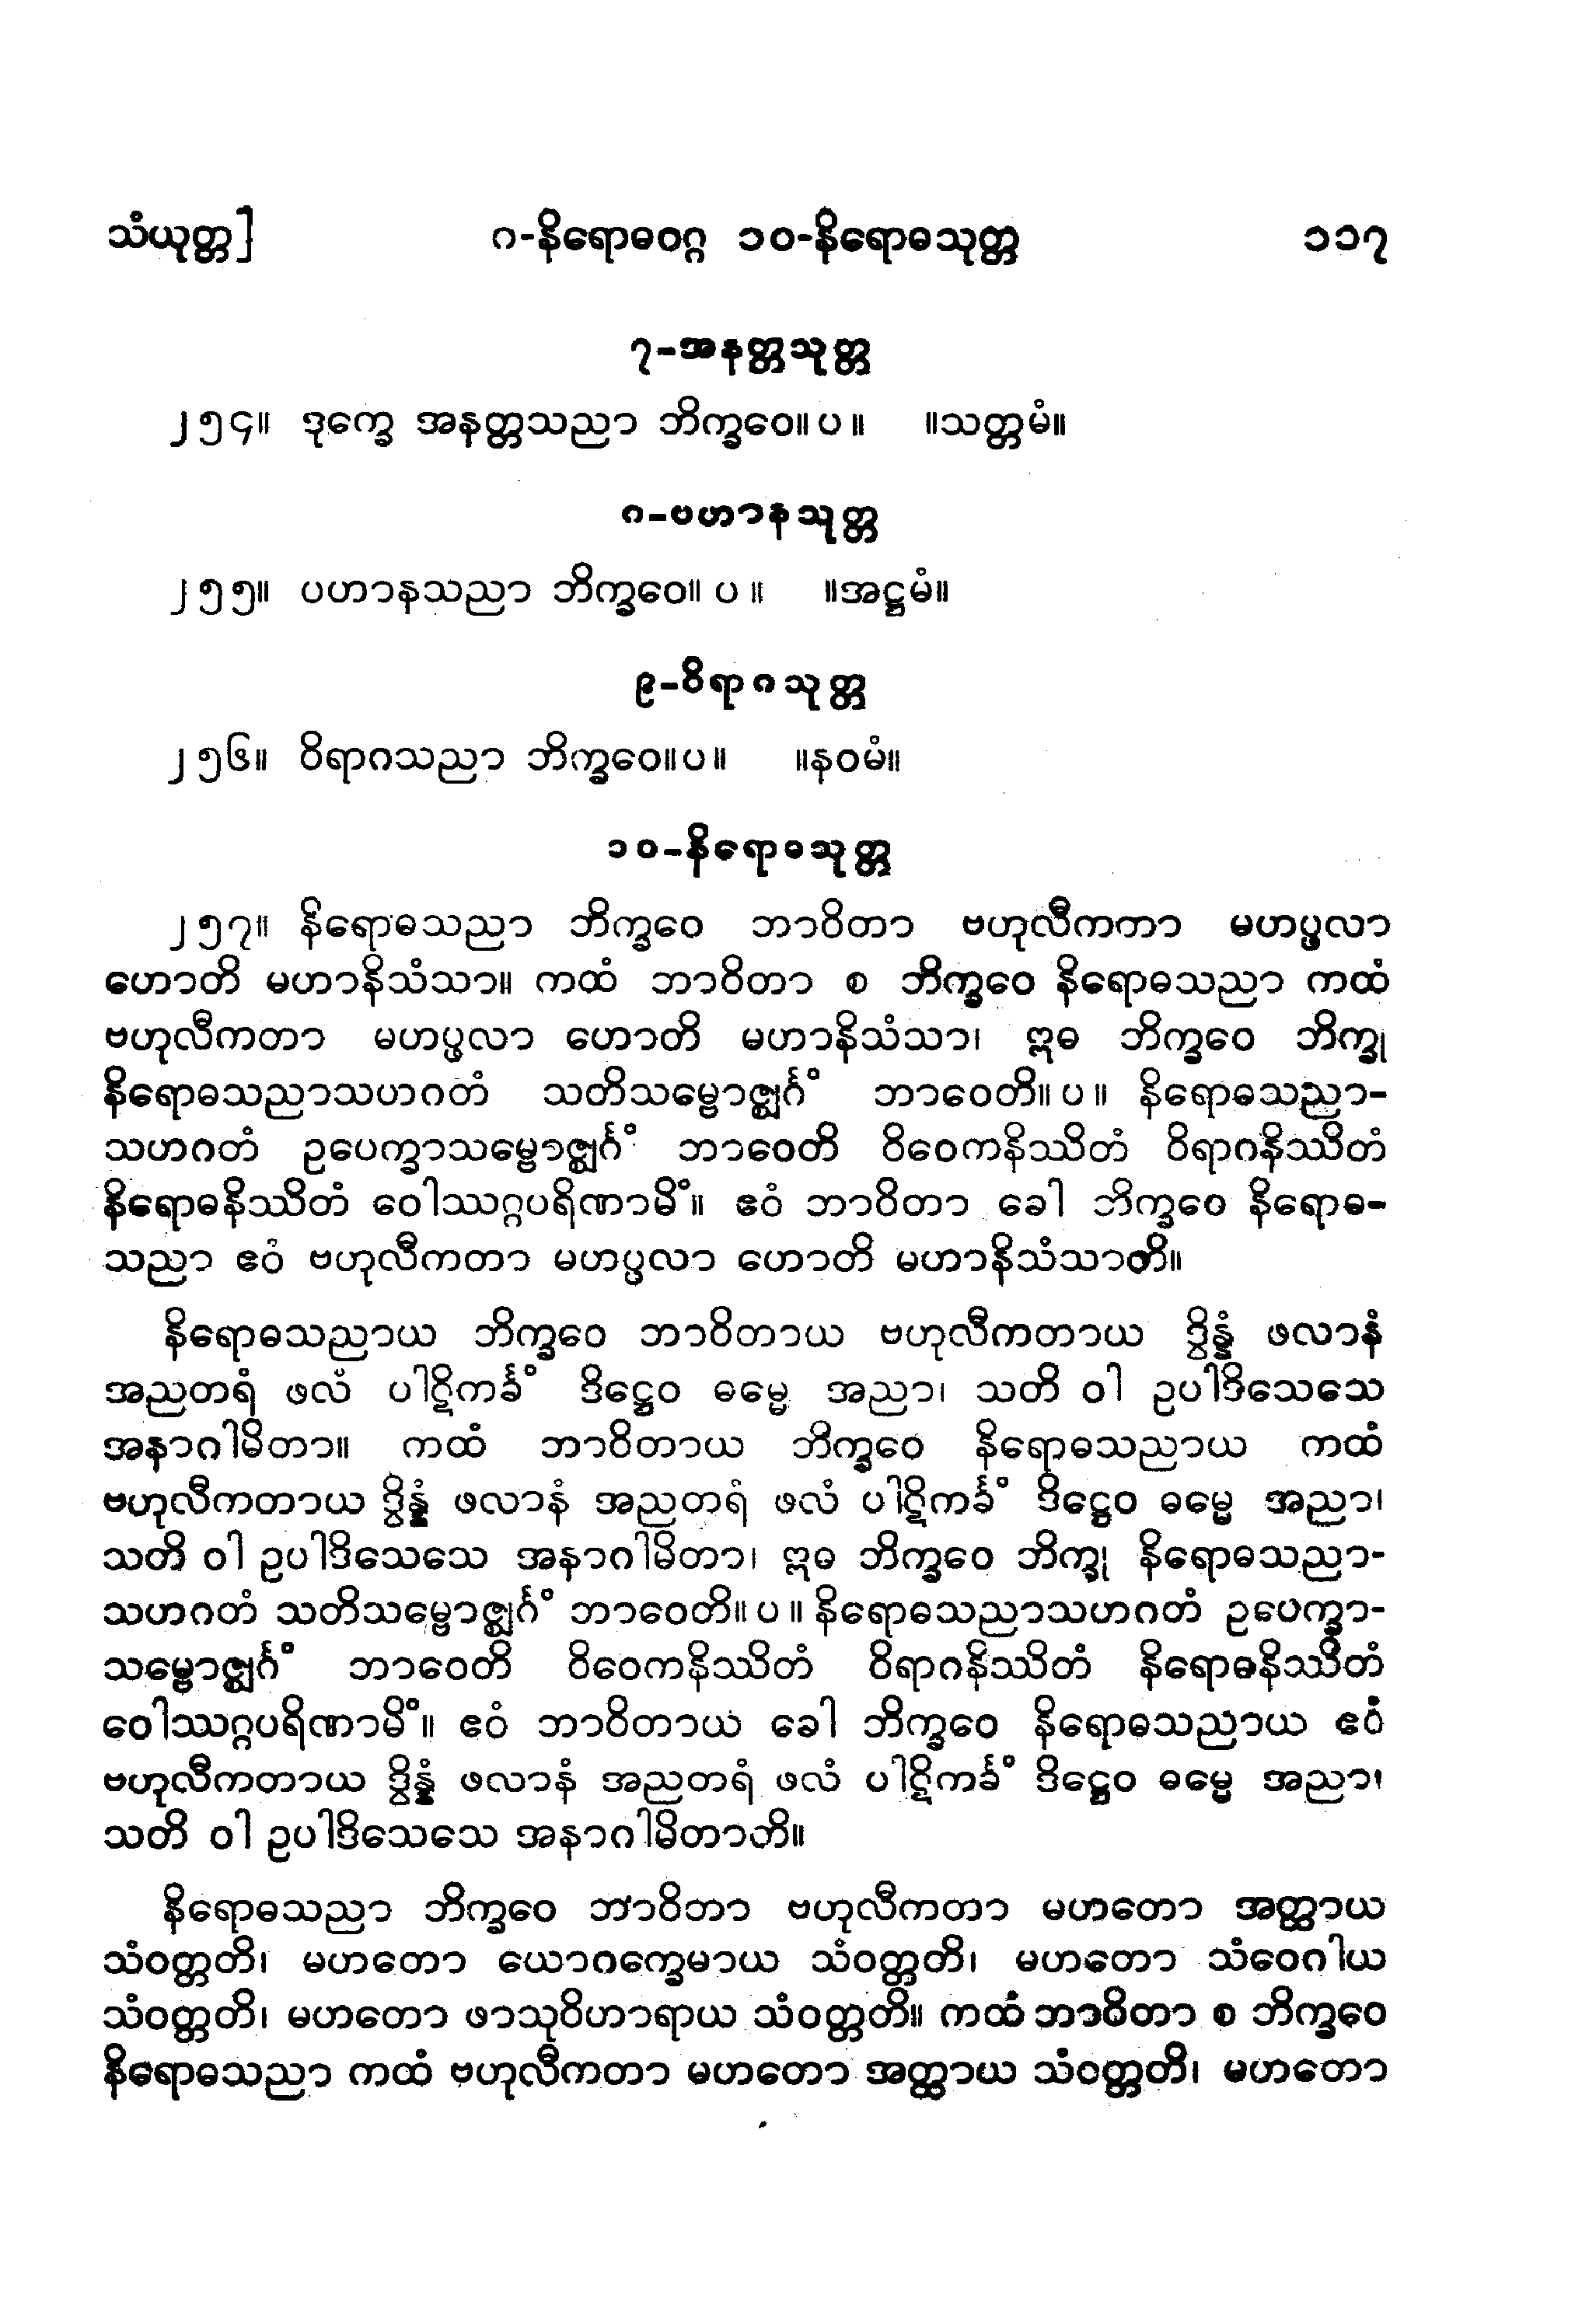 သံယုတ္တ] ၈-နိရောဓဝဂ္ဂ ၁၀-နိရောဓသုတ္တ ၁၁၇
၇-အနတ္တသုတ္တ
၂၅၄။ ဒုက္ခေ အနတ္တသညာ ဘိက္ခဝေ။ပ။ ။သတ္တမံ။
၈-ဗဟာနသုတ္တ
၂၅၅။ ပဟာနသညာ ဘိက္ခဝေ။ပ။ ။အဋ္ဌမံ။
၉-ဝိရာဂသုတ္တ
၂၅၆။ ဝိရာဂသညာ ဘိက္ခဝေ။ပ။ ။နဝမံ။
၁၀-နိရောဓသုတ္တ
၂၅၇။ နိရောဓသညာ ဘိက္ခဝေ ဘာဝိတာ ဗဟုလီကကာ မဟပ္ဖလာ
ဟောတိ မဟာနိသံသာ။ ကထံ ဘာဝိတာ စ ဘိက္ခဝေ နိရောဓသညာ ကထံ
ဗဟုလီကတာ မဟပ္ဖလာ ဟောတိ မဟာနိသံသာ၊ ဣဓ ဘိက္ခဝေ ဘိက္ခု
နိရောဓသညာသဟဂတံ သတိသမ္ဗောဇ္ဈင်္ဂံ ဘာဝေတိ။ပ။ နိရောဓသညာ-
သဟဂတံ ဥပေက္ခာသမ္ဗောဇ္ဈင်္ဂံ ဘာဝေတိ ဝိဝေကနိဿိတံ ဝိရာဂနိဿိတံ
နိရောဓနိဿိတံ ဝေါဿဂ္ဂပရိဏာမိံ။ ဧဝံ ဘာဝိတာ ခေါ ဘိက္ခဝေ နိရောဓ-
သညာ ဧဝံ ဗဟုလီကတာ မဟပ္ဖလာ ဟောတိ မဟာနိသံသာတိ။
နိရောဓသညာယ ဘိက္ခဝေ ဘာဝိတာယ ဗဟုလီကတာယ ဒွိန္နံ ဖလာနံ
အညတရံ ဖလံ ပါဋိကင်္ခံ ဒိဋ္ဌေဝ ဓမ္မေ အညာ၊ သတိ ဝါ ဥပါဒိသေသေ
အနာဂါမိတာ။ ကထံ ဘာဝိတာယ ဘိက္ခဝေ နိရောဓသညာယ ကထံ
ဗဟုလီကတာယ ဒွိန္နံ ဖလာနံ အညတရံ ဖလံ ပါဋိကင်္ခံ ဒိဋ္ဌေဝ ဓမ္မေ အညာ၊
သတိ ဝါ ဥပါဒိသေသေ အနာဂါမိတာ၊ ဣဓ ဘိက္ခဝေ ဘိက္ခု နိရောဓသညာ-
သဟဂတံ သတိသမ္ဗောဇ္ဈင်္ဂံ ဘာဝေတိ။ပ။နိရောဓသညာသဟဂတံ ဥပေက္ခာ-
သမ္ဗောဇ္ဈင်္ဂံ ဘာဝေတိ ဝိဝေကနိဿိတံ ဝိရာဂနိဿိတံ နိရောဓနိဿိတံ
ဝေါဿဂ္ဂပရိဏာမိံ။ ဧဝံ ဘာဝိတာယ ခေါ ဘိက္ခဝေ နိရောဓသညာယ ဧဝံ
ဗဟုလီကတာယ ဒွိန္နံ ဖလာနံ အညတရံ ဖလံ ပါဋိကင်္ခံ ဒိဋ္ဌေဝ ဓမ္မေ အညာ၊
သတိ ဝါ ဥပါဒိသေသေ အနာဂါမိတာတိ။
နိရောဓသညာ ဘိက္ခဝေ ဘာဝိတာ ဗဟုလီကတာ မဟတော အတ္ထာယ
သံဝတ္တတိ၊ မဟတော ယောဂက္ခေမာယ သံဝတ္တတိ၊ မဟတော သံဝေဂါယ
သံဝတ္တတိ၊ မဟတော ဖာသုဝိဟာရာယ သံဝတ္တတိ။ ကထံ ဘာဝိတာ စ ဘိက္ခဝေ
နိရောဓသညာ ကထံ ဗဟုလီကတာ မဟတော အတ္ထာယ သံဝတ္တတိ၊ မဟတော